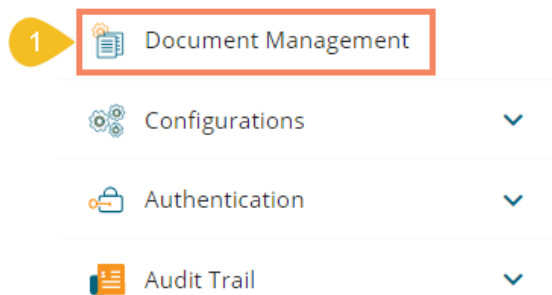 1 Document Management
Configurations
Authentication
Audit Trail